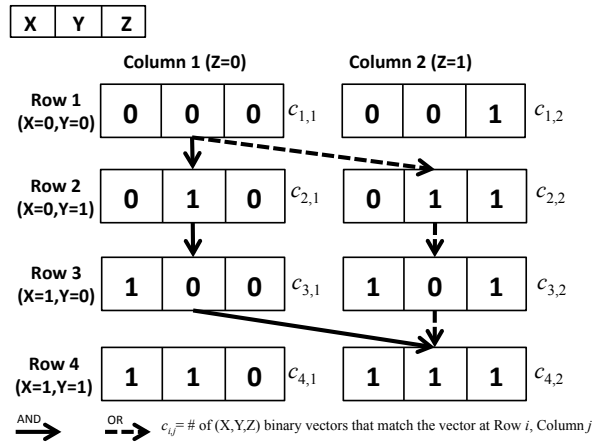 X Y Z
Column 1 (Z=0) Column 2 (Z=1)
Row 1
(X=0,Y=0)
0 0 0 c1,1 0 0 1 c1,2
Row 2
(X=0,Y=1)
0 1 0 c2,1 0 1 1 c2,2
Row 3
(X=1,Y=0)
1 0 0 c3,1 1 0 1 c3,2
Row 4
(X=1,Y=1)
1 1 0 c4,1 1 1 1 c4,2
AND OR ci,j= # of (X,Y,Z) binary vectors that match the vector at Row i, Column j